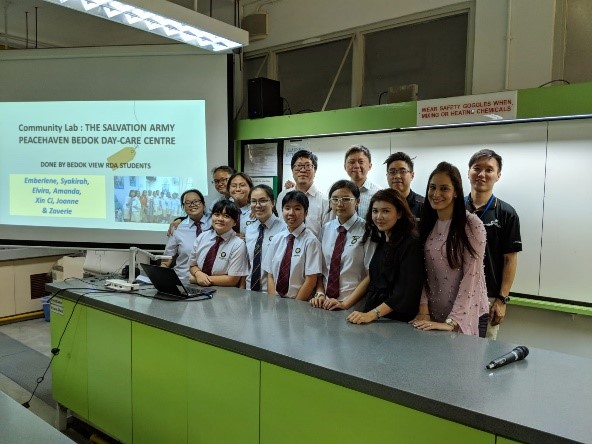 Community Lab : THE SALVATION ARMY
PEACEHAVEN BEDOK DAY-CARE CENTRE
DONE BY BEDOK VIEW RDA STUDENTS
Emberlene, Syakirah,
Elvira, Amanda,
Xin Ci, Joanne
& Zaverie
WEAR SAFETY GOGGLES WHEN
MIXING OR HEATING CHEMICALS